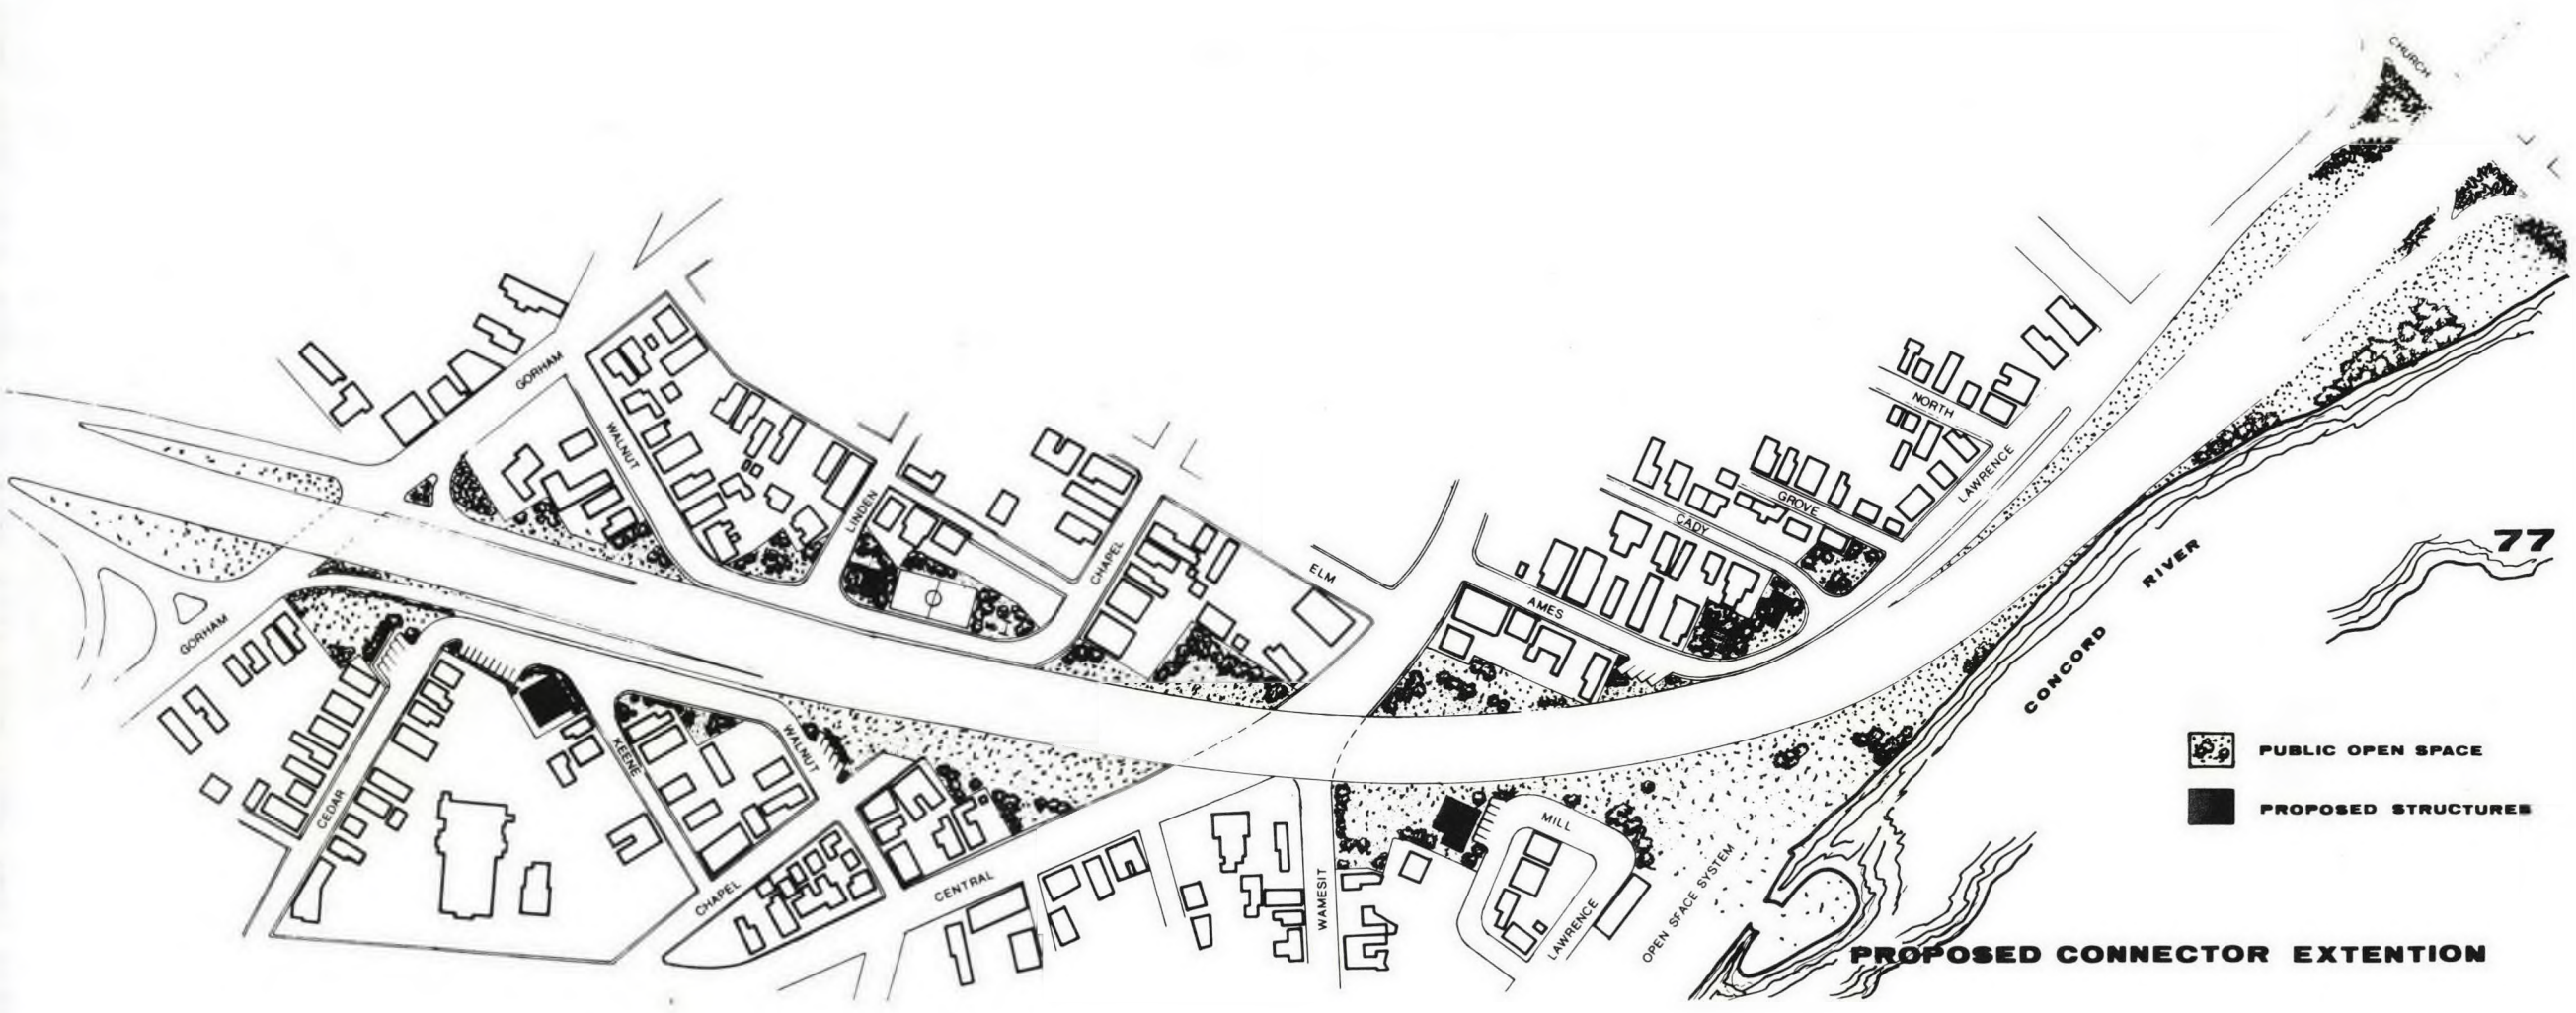 CHURCH
GORHAM
WALNUT
LINDEN
CHAPEL
ELM
NORTH
LAWRENCE
GROVE
CADY
AMES
77
CONCORD RIVER
GORHAM
CEDAR
KEENE
WALNUT
CHAPEL
CENTRAL
WAMESIT
MILL
LAWRENCE
OPEN SPACE SYSTEM
PUBLIC OPEN SPACE
PROPOSED STRUCTURES
PROPOSED CONNECTOR EXTENTION